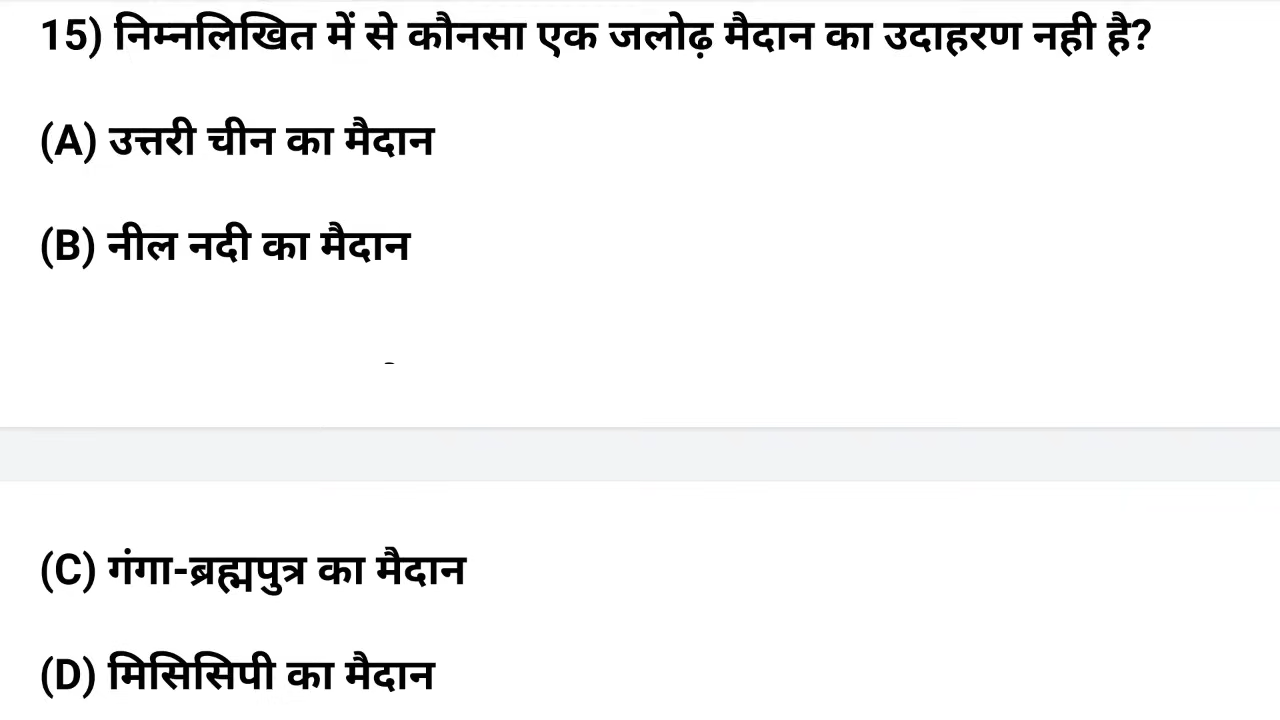 15) निम्नलिखित में से कौनसा एक जलोढ़ मैदान का उदाहरण नही है?
(A) उत्तरी चीन का मैदान
(B) नील नदी का मैदान
(C) गंगा-ब्रह्मपुत्र का मैदान
(D) मिसिसिपी का मैदान